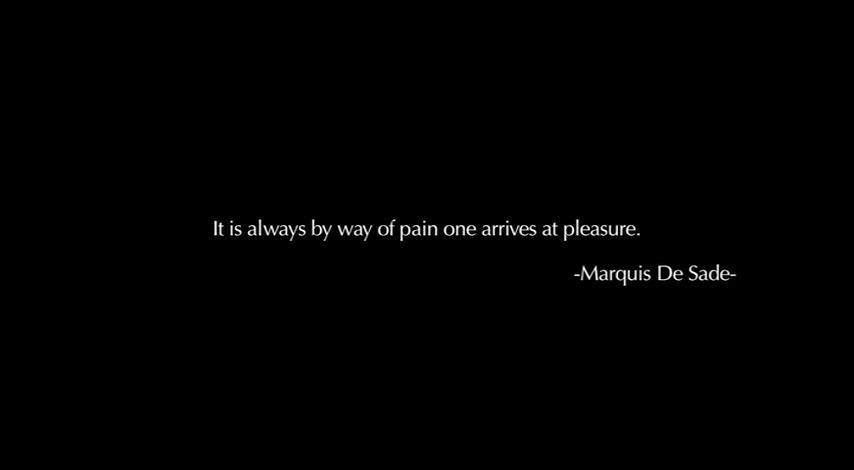 It is always by way of pain one arrives at pleasure.
-Marquis De Sade-